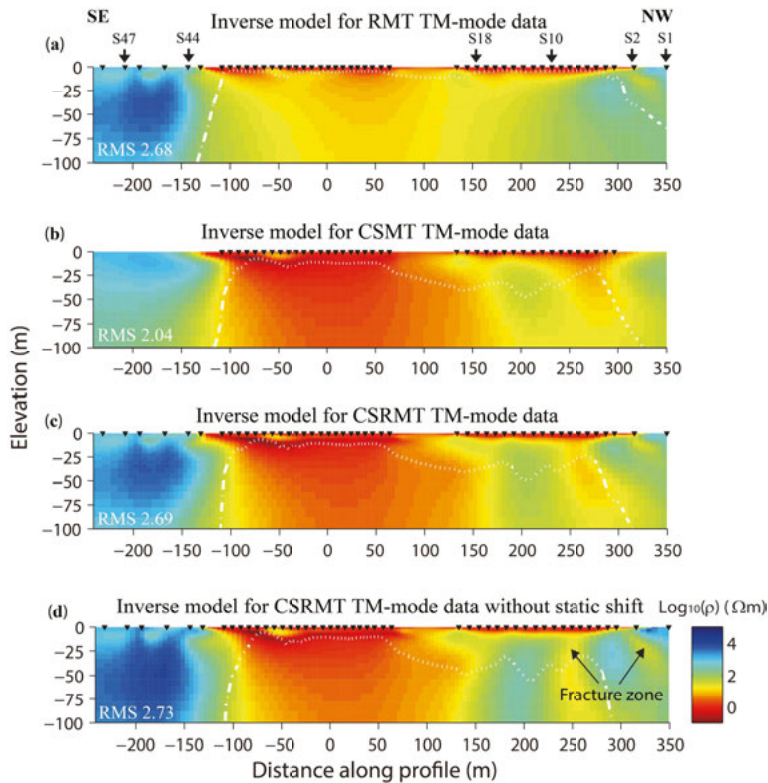 SE NW
Inverse model for RMT TM-mode data
(a) S47 S44 S18 S10 S2 S1
0
−25
−50
−75
−100
RMS 2.68
−200 −150 −100 −50 0 50 100 150 200 250 300 350
(b) Inverse model for CSMT TM-mode data
0
−25
−50
−75
−100
RMS 2.04
−200 −150 −100 −50 0 50 100 150 200 250 300 350
Elevation (m)
(c) Inverse model for CSRMT TM-mode data
0
−25
−50
−75
−100
RMS 2.69
−200 −150 −100 −50 0 50 100 150 200 250 300 350
(d) Inverse model for CSRMT TM-mode data without static shift
Log10(ρ) (Ωm)
0
−25
−50
−75
−100
RMS 2.73
Fracture zone
4
2
0
−200 −150 −100 −50 0 50 100 150 200 250 300 350
Distance along profile (m)